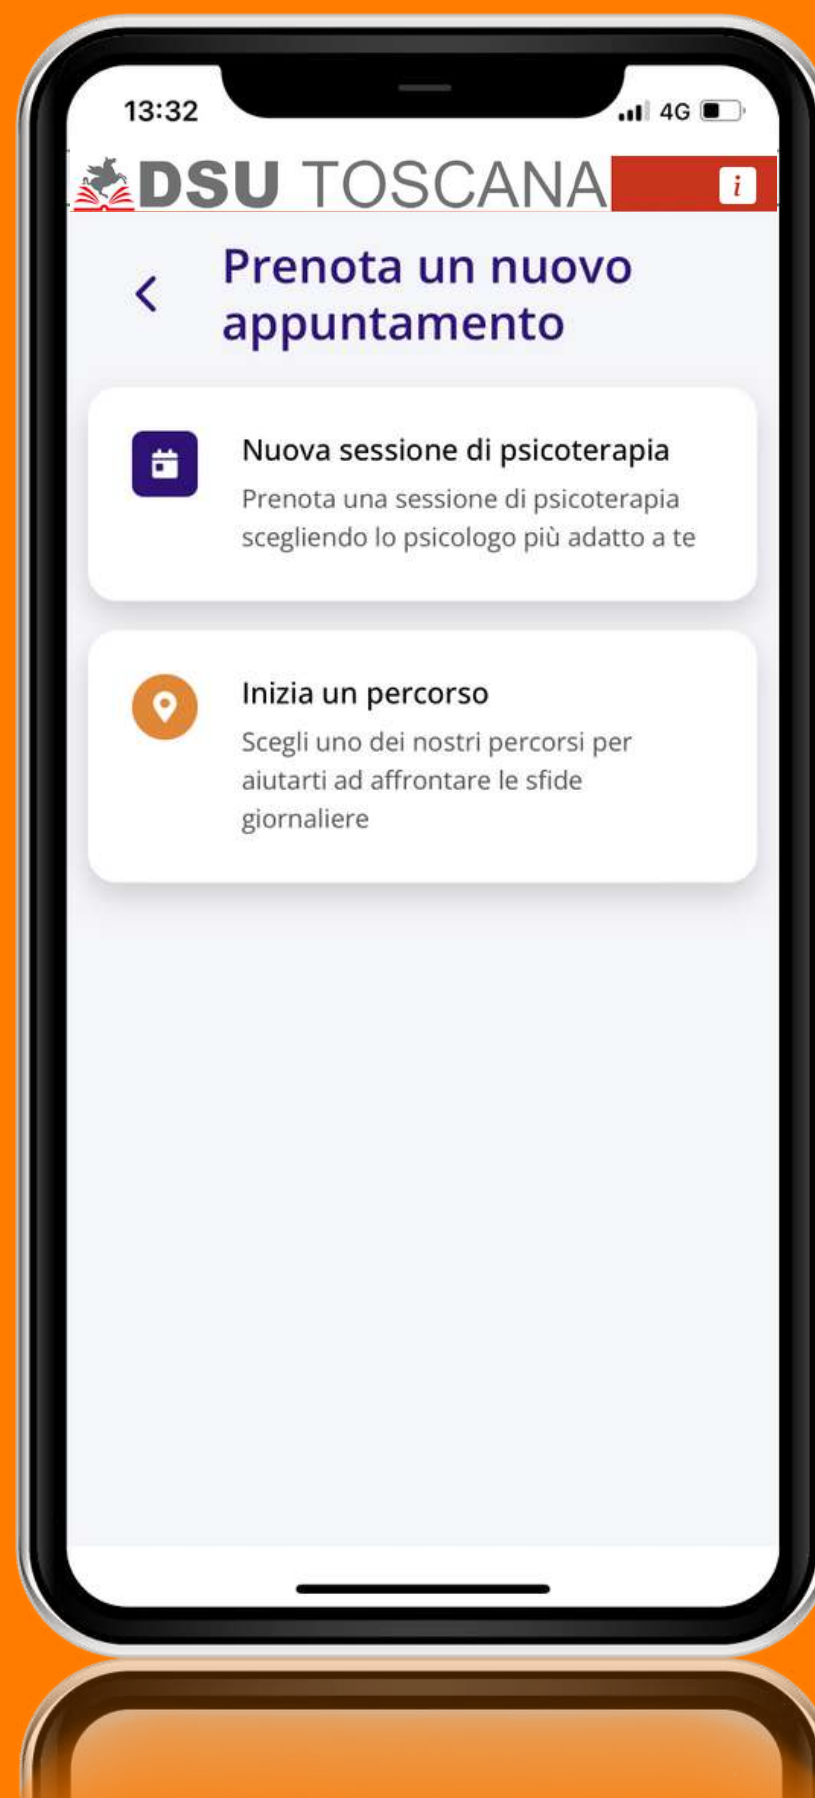 13:32
4G
DSU TOSCANA
i
Prenota un nuovo
appuntamento
Nuova sessione di psicoterapia
Prenota una sessione di psicoterapia
scegliendo lo psicologo più adatto a te
Inizia un percorso
Scegli uno dei nostri percorsi per
aiutarti ad affrontare le sfide
giornaliere